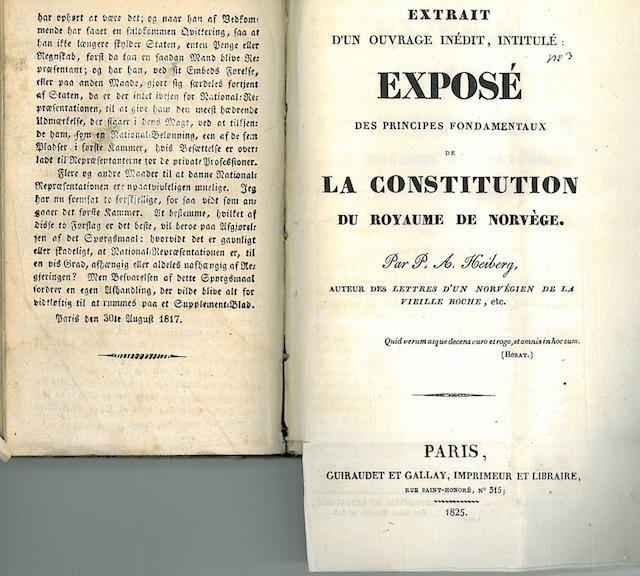 har ophørt at være det; og naar han af Vedkom-
mende har faaet en fuldkommen Qvittering, saa at
han ikke længere skylder Staten, enten Penge eller
Regnskab, først da kan en saadan Mand blive Re-
præsentant; og har han, ved sit Embeds Førelse,
eller paa anden Maade, gjort sig særdeles fortjent
af Staten, da er der intet iveien for National-Re-
præsentationen, til at give ham den meest hædrende
Udmærkelse, der ligger i dens Magt, ved at tilkjen-
de ham, som en National-Belønning, een af de fem
Pladser i første Kammer, hvis Besættelse er over-
ladt til Repræsentanterne for de private Professioner.
Flere og andre Maader til at danne National-
Repræsentationen ere upaatvivleligen muelige. Jeg
har nu fremsat to forskjellige, for saa vidt som an-
gaaer det første Kammer. At bestemme, hvilket af
disse to Forslag er det beste, vil beroe paa Afgjørel-
sen af det Spørgsmaal: hvorvidt det er gavnligt
eller skadeligt, at National-Repræsentationen er, til
en vis Grad, afhængig eller aldeles uafhængig af Re-
gjeringen? Men Besvarelsen af dette Spørgsmaal
fordrer en egen Afhandling, der vilde blive alt for
vidtløftig til at rummes paa et Supplement-Blad.
Paris den 30te August 1817.
EXTRAIT
D'UN OUVRAGE INÉDIT, INTITULÉ :
Nº 3
EXPOSÉ
DES PRINCIPES FONDAMENTAUX
DE
LA CONSTITUTION
DU ROYAUME DE NORVÈGE.
Par P. A. Heiberg,
AUTEUR DES LETTRES D'UN NORVÉGIEN DE LA
VIEILLE ROCHE, etc.
Quid verum atque decens curo et rogo, et omnis in hoc sum.
(HORAT.)
PARIS,
GUIRAUDET ET GALLAY, IMPRIMEUR ET LIBRAIRE,
RUE SAINT-HONORÉ, Nº 315;
1825.